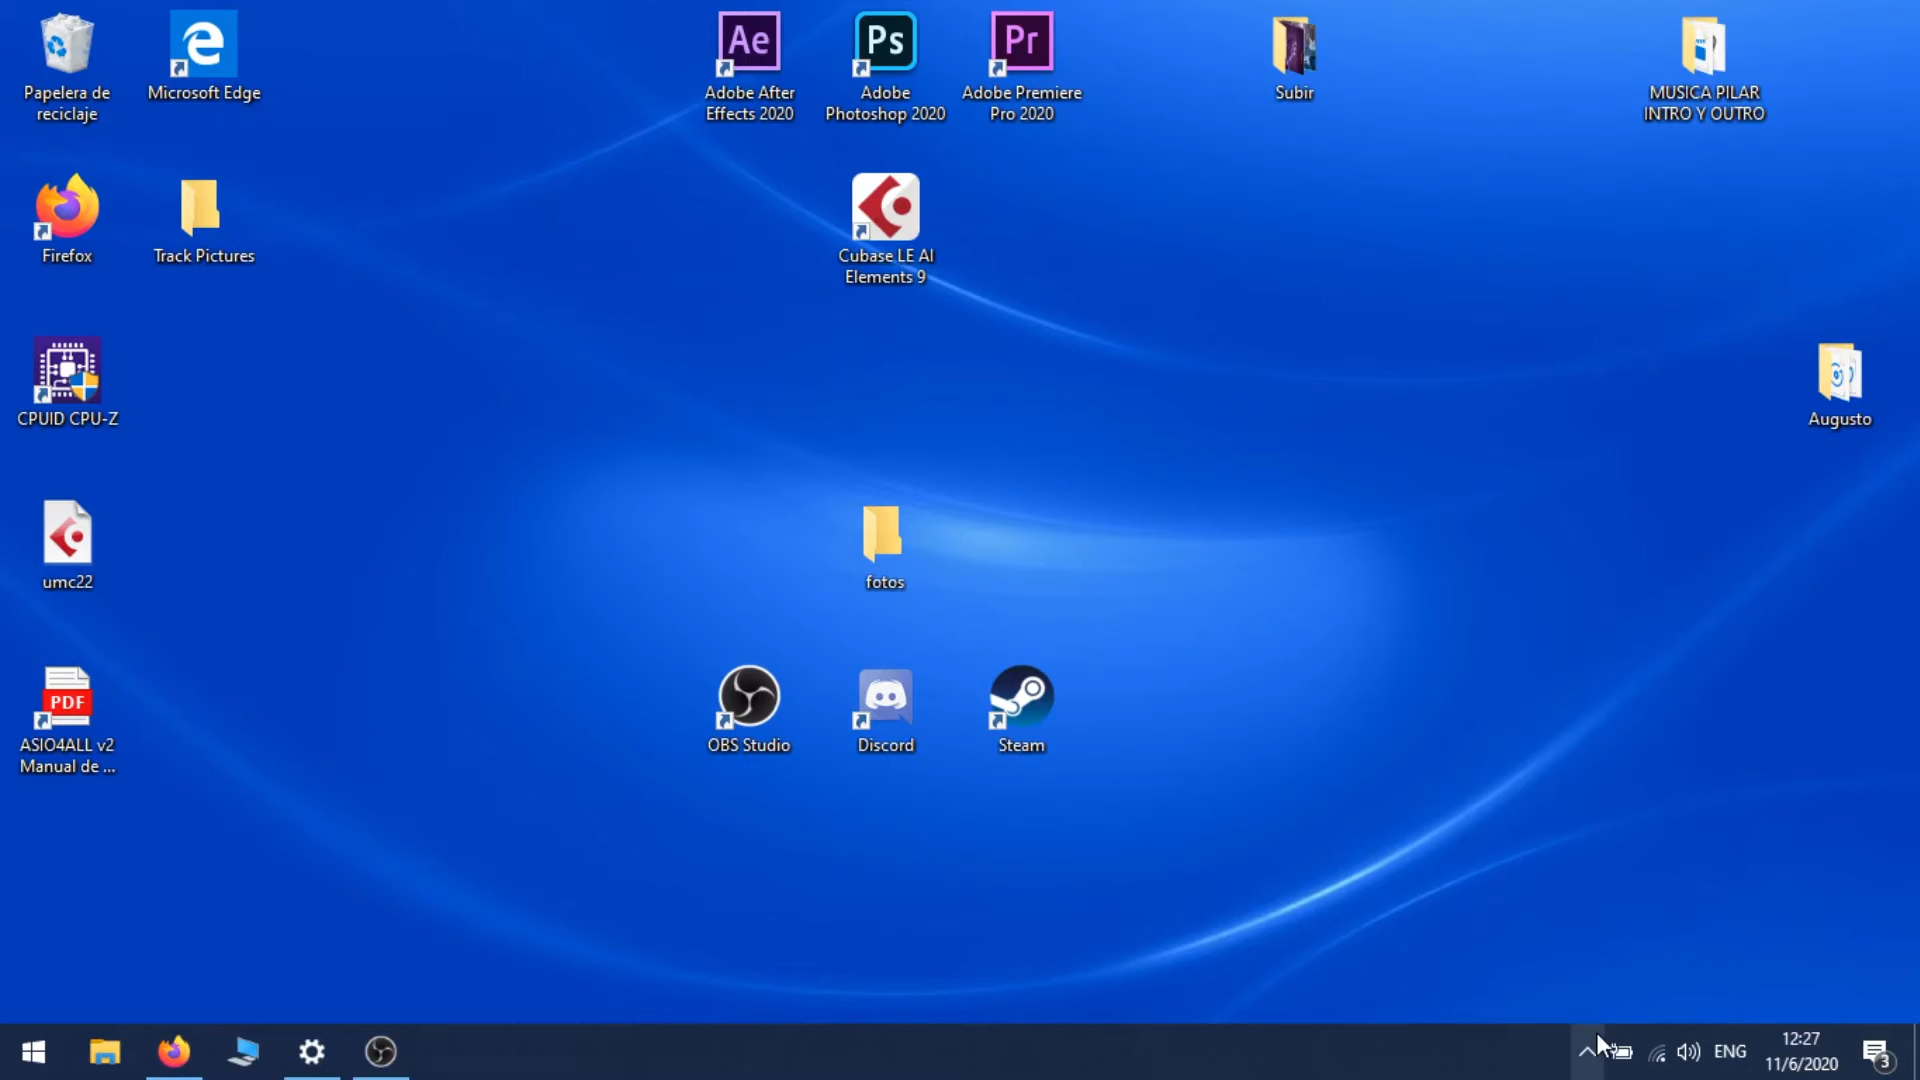 Papelera de
reciclaje
Microsoft Edge
Ae
Adobe After
Effects 2020
Ps
Adobe
Photoshop 2020
Pr
Adobe Premiere
Pro 2020
Subir
MUSICA PILAR
INTRO Y OUTRO
Firefox
Track Pictures
Cubase LE AI
Elements 9
CPUID CPU-Z
Augusto
umc22
fotos
PDF
ASIO4ALL v2
Manual de ...
OBS Studio
Discord
Steam
ENG
12:27
11/6/2020
3